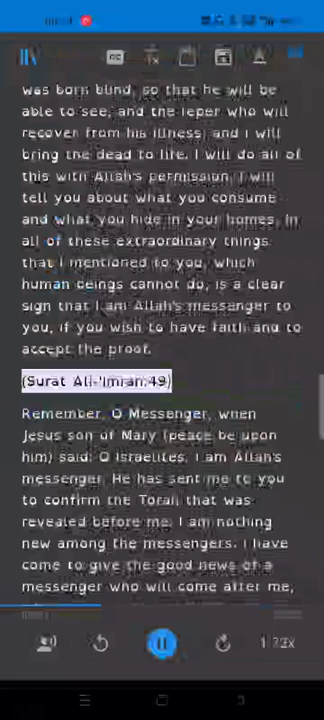 was born blind, so that he will be
able to see, and the leper who will
recover from his illness, and I will
bring the dead to life. I will do all of
this with Allah's permission. I will
tell you about what you consume
and what you hide in your homes. In
all of these extraordinary things
that I mentioned to you, which
human beings cannot do, is a clear
sign that I am Allah's messenger to
you, if you wish to have faith and to
accept the proof.
(Surat Ali-'Imran:49)
Remember, O Messenger, when
Jesus son of Mary (peace be upon
him) said: O Israelites, I am Allah's
messenger. He has sent me to you
to confirm the Torah that was
revealed before me. I am nothing
new among the messengers. I have
come to give the good news of a
messenger who will come after me,